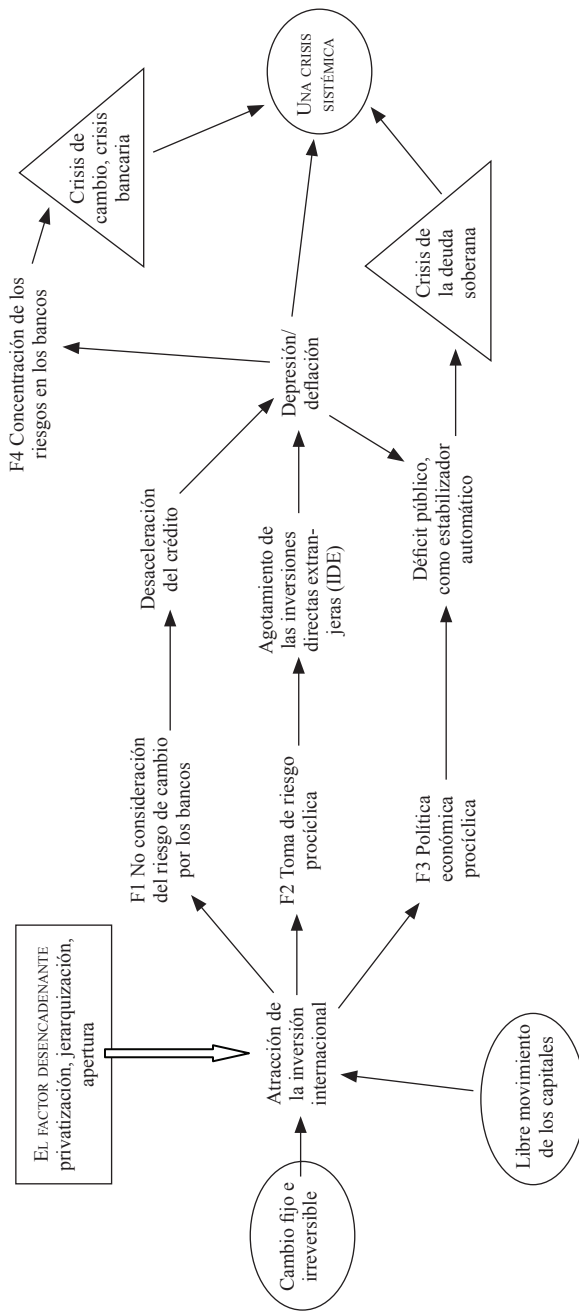 EL FACTOR DESENCADENANTE
privatización, jerarquización,
apertura
Cambio fijo e
irreversible
Libre movimiento
de los capitales
Atracción de
la inversión
internacional
F1 No consideración
del riesgo de cambio
por los bancos
F2 Toma de riesgo
procíclica
F3 Política
económica
procíclica
Desaceleración
del crédito
Agotamiento de
las inversiones
directas extran-
jeras (IDE)
Déficit público,
como estabilizador
automático
F4 Concentración de los
riesgos en los bancos
Depresión/
deflación
Crisis de
cambio, crisis
bancaria
Crisis de
la deuda
soberana
UNA CRISIS
SISTÉMICA